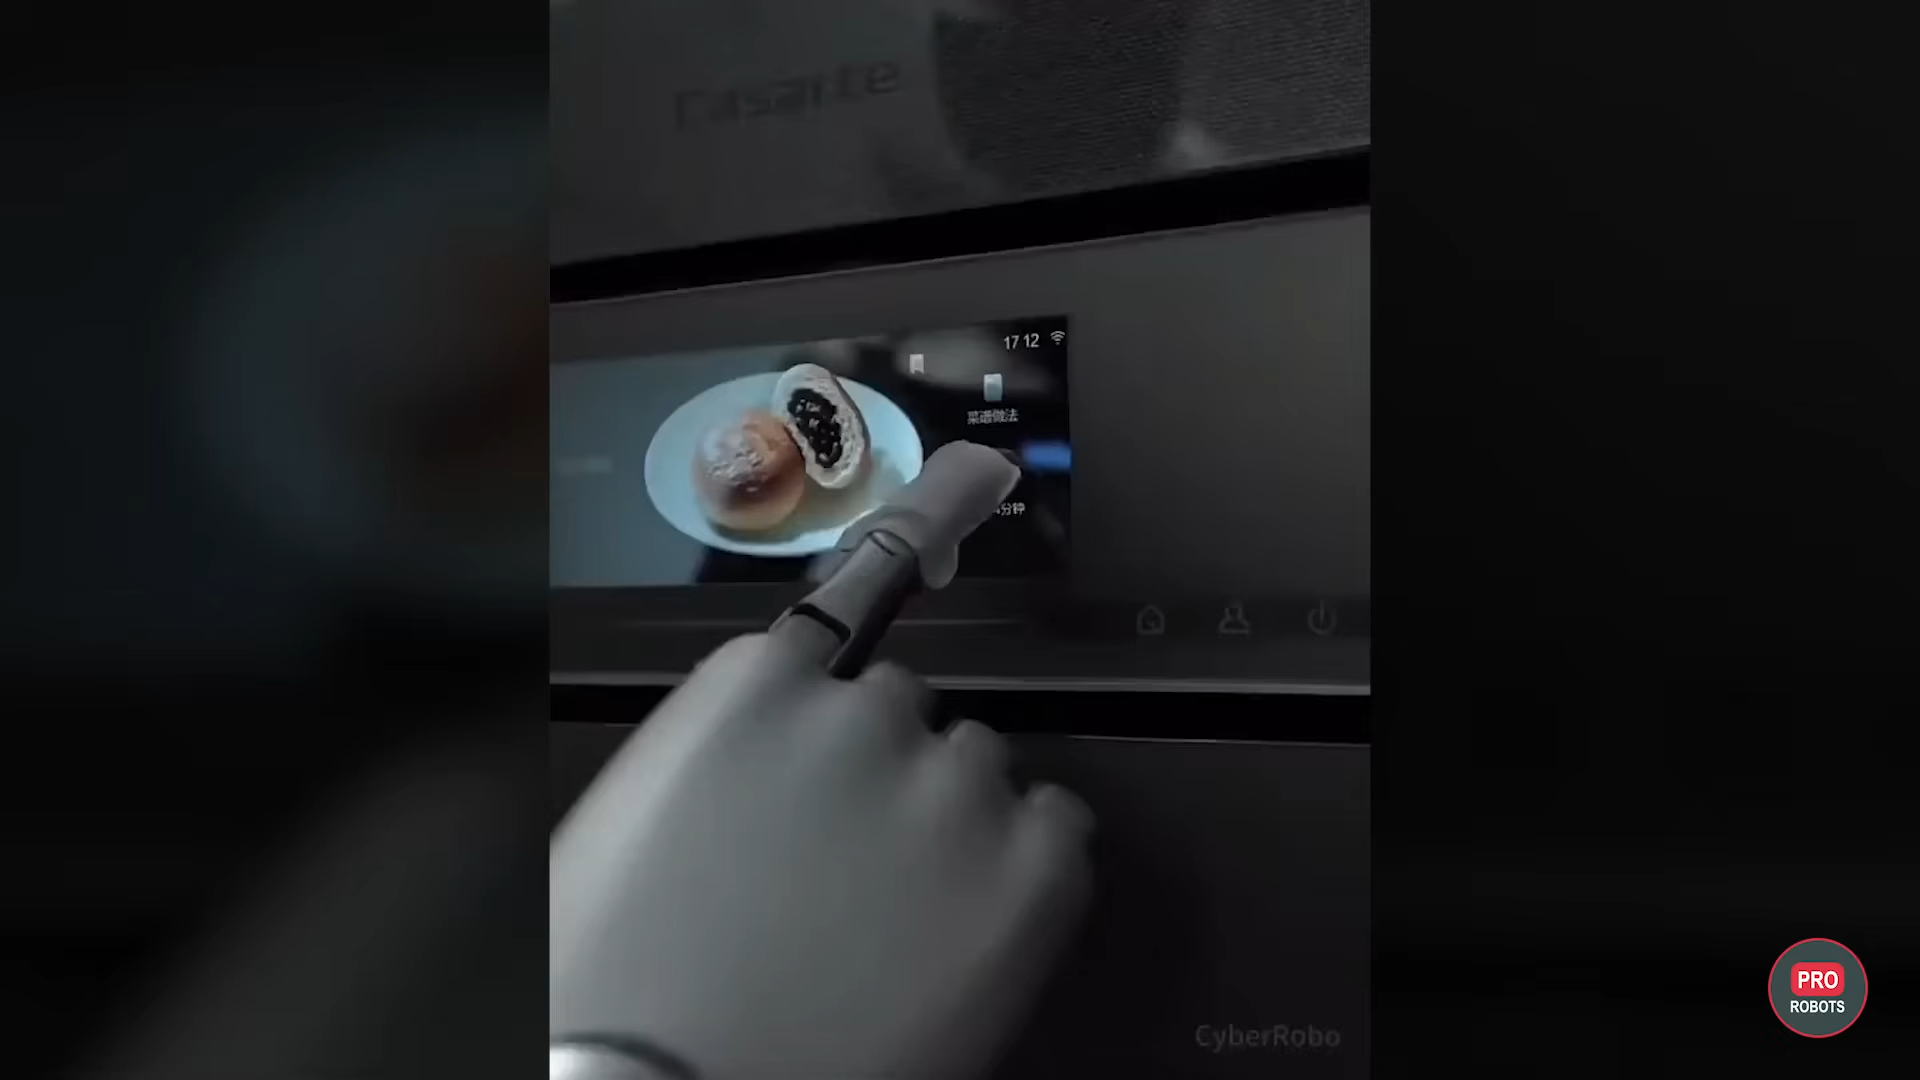 Casarte
17 12
菜谱做法
分钟
CyberRobo
PRO
ROBOTS